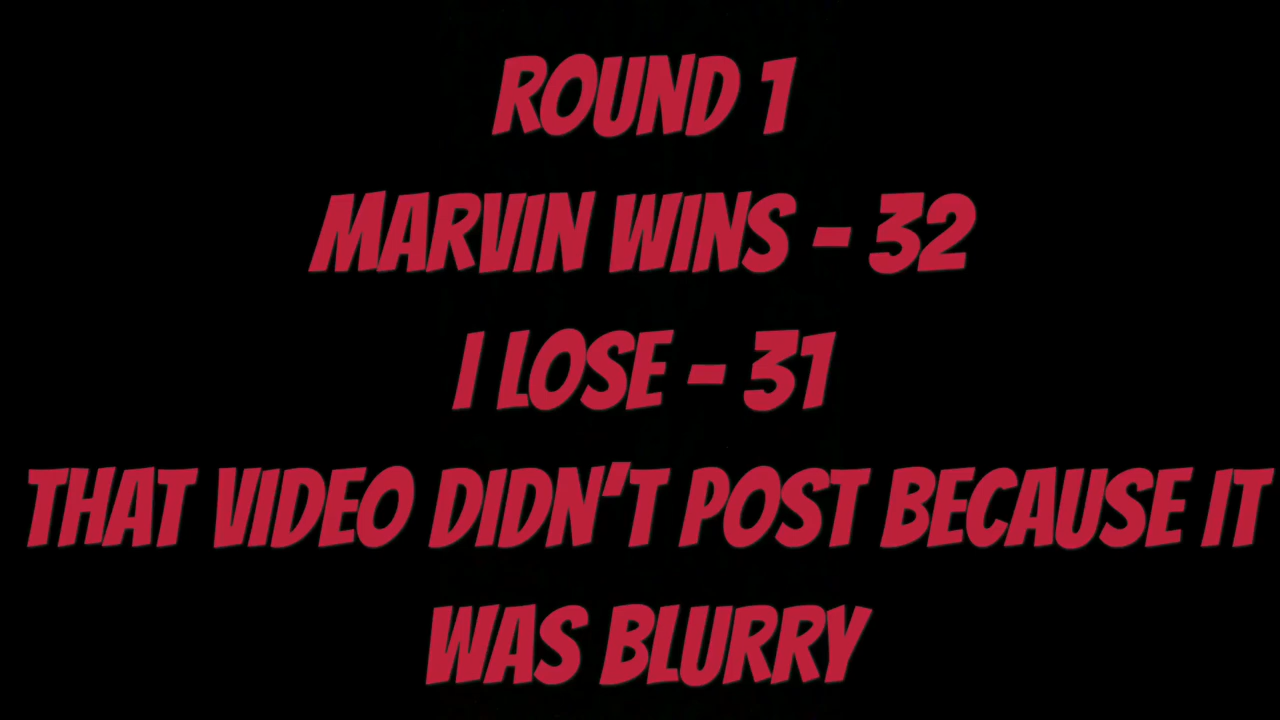 ROUND 1
MARVIN WINS - 32
I LOSE - 31
THAT VIDEO DIDN'T POST BECAUSE IT
WAS BLURRY